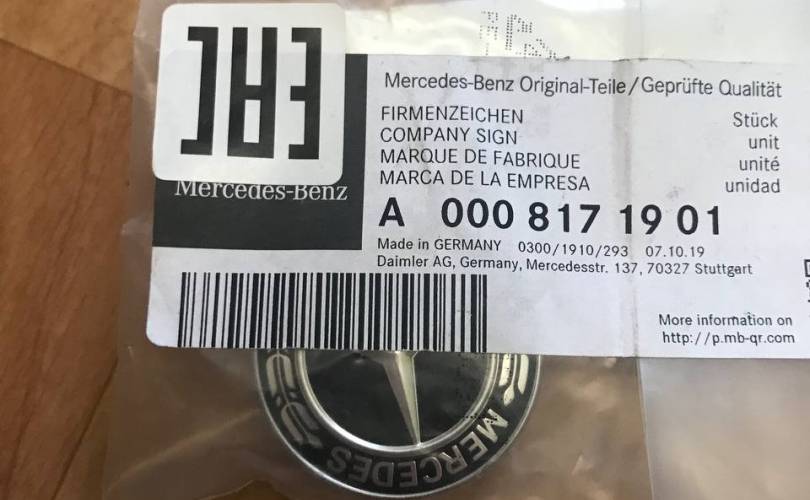 Mercedes-Benz
Mercedes-Benz Original-Teile/Geprüfte Qualität
FIRMENZEICHEN Stück
COMPANY SIGN unit
MARQUE DE FABRIQUE unité
MARCA DE LA EMPRESA unidad
A 000 817 19 01
Made in GERMANY 0300/1910/293 07.10.19
Daimler AG, Germany, Mercedesstr. 137, 70327 Stuttgart
More information on
http://p.mb-qr.com
MERCEDES